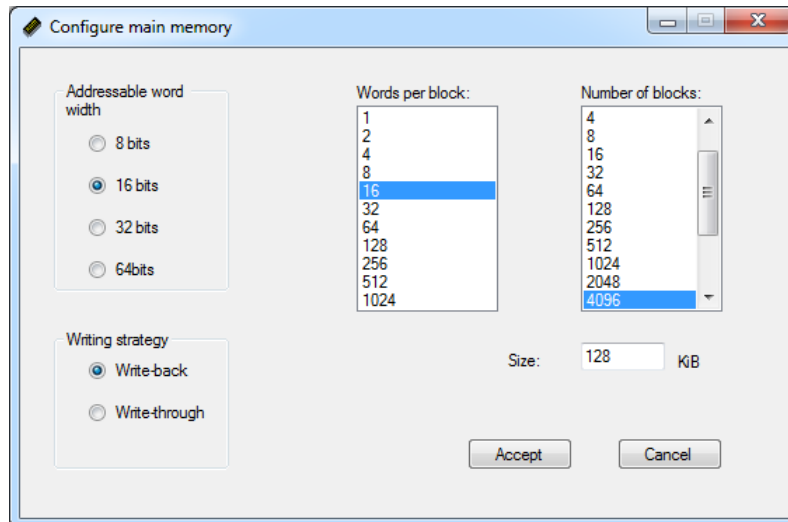 Configure main memory
Addressable word
width
8 bits
16 bits
32 bits
64bits
Writing strategy
Write-back
Write-through
Words per block:
1
2
4
8
16
32
64
128
256
512
1024
Number of blocks:
4
8
16
32
64
128
256
512
1024
2048
4096
Size:
128
KiB
Accept
Cancel